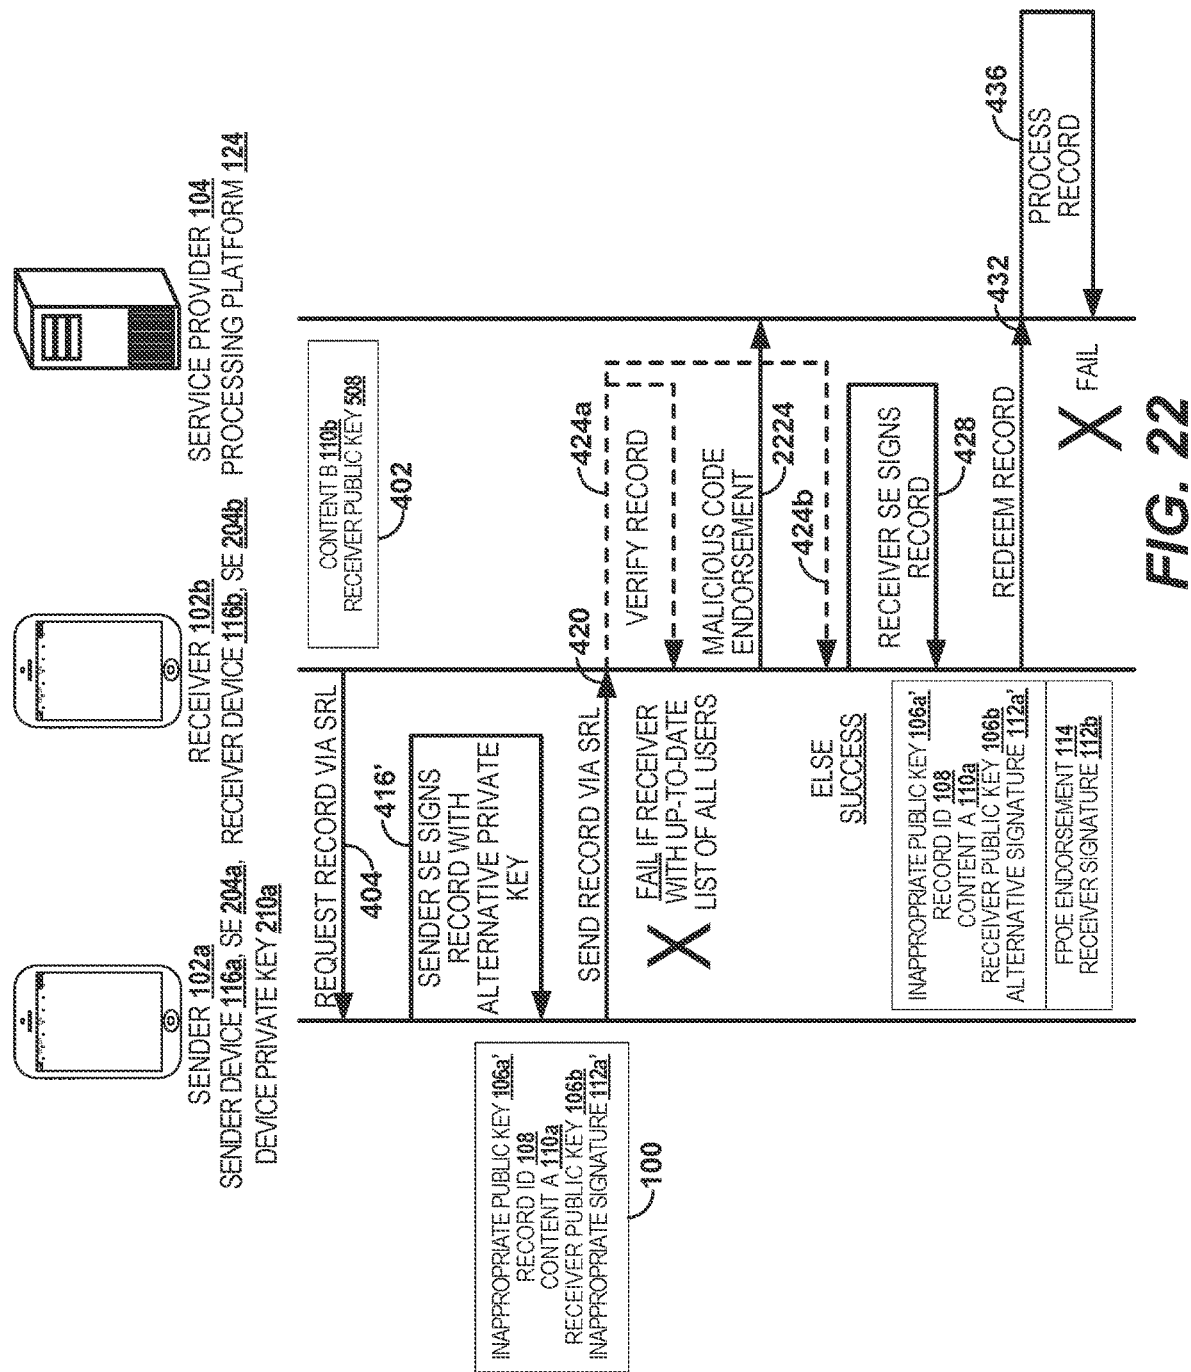 SENDER 102a
SENDER DEVICE 116a, SE 204a,
DEVICE PRIVATE KEY 210a
RECEIVER 102b
RECEIVER DEVICE 116b, SE 204b
SERVICE PROVIDER 104
PROCESSING PLATFORM 124
CONTENT B 110b
RECEIVER PUBLIC KEY 508
402
REQUEST RECORD VIA SRL
404
416'
SENDER SE SIGNS
RECORD WITH
ALTERNATIVE PRIVATE
KEY
INAPPROPRIATE PUBLIC KEY 106a'
RECORD ID 108
CONTENT A 110a
RECEIVER PUBLIC KEY 106b
INAPPROPRIATE SIGNATURE 112a'
100
SEND RECORD VIA SRL
420
424a
VERIFY RECORD
X
FAIL IF RECEIVER
WITH UP-TO-DATE
LIST OF ALL USERS
MALICIOUS CODE
ENDORSEMENT
2224
424b
ELSE
SUCCESS
RECEIVER SE SIGNS
RECORD
428
INAPPROPRIATE PUBLIC KEY 106a'
RECORD ID 108
CONTENT A 110a
RECEIVER PUBLIC KEY 106b
ALTERNATIVE SIGNATURE 112a'
FPOE ENDORSEMENT 114
RECEIVER SIGNATURE 112b
REDEEM RECORD
432
436
PROCESS
RECORD
X FAIL
FIG. 22